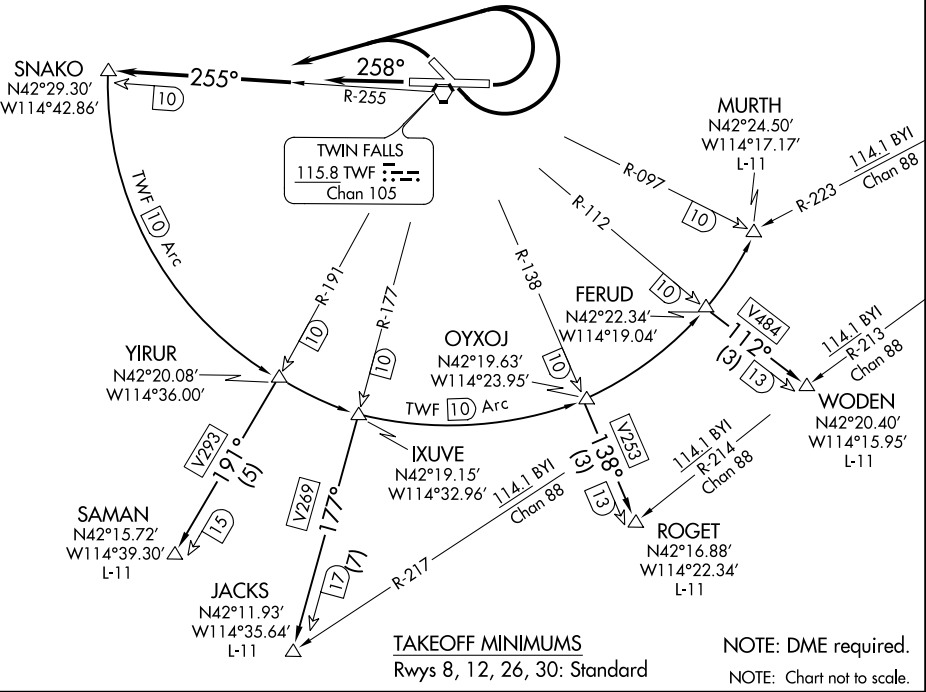 SNAKO
N42°29.30′
W114°42.86′
10
255°
258°
R-255
TWIN FALLS
115.8 TWF
Chan 105
MURTH
N42°24.50′
W114°17.17′
L-11
114.1 BYI
Chan 88
R-223
R-097
10
R-112
10
TWF 10 Arc
R-191
10
R-177
10
R-138
10
FERUD
N42°22.34′
W114°19.04′
V484
112°
(3)
13
114.1 BYI
R-213
Chan 88
WODEN
N42°20.40′
W114°15.95′
L-11
YIRUR
N42°20.08′
W114°36.00′
OYXOJ
N42°19.63′
W114°23.95′
TWF 10 Arc
IXUVE
N42°19.15′
W114°32.96′
V293
191°
(5)
15
SAMAN
N42°15.72′
W114°39.30′
L-11
V269
177°
17
(7)
JACKS
N42°11.93′
W114°35.64′
L-11
114.1 BYI
Chan 88
R-217
V253
138°
(3)
13
114.1 BYI
R-214
Chan 88
ROGET
N42°16.88′
W114°22.34′
L-11
TAKEOFF MINIMUMS
Rwys 8, 12, 26, 30: Standard
NOTE: DME required.
NOTE: Chart not to scale.